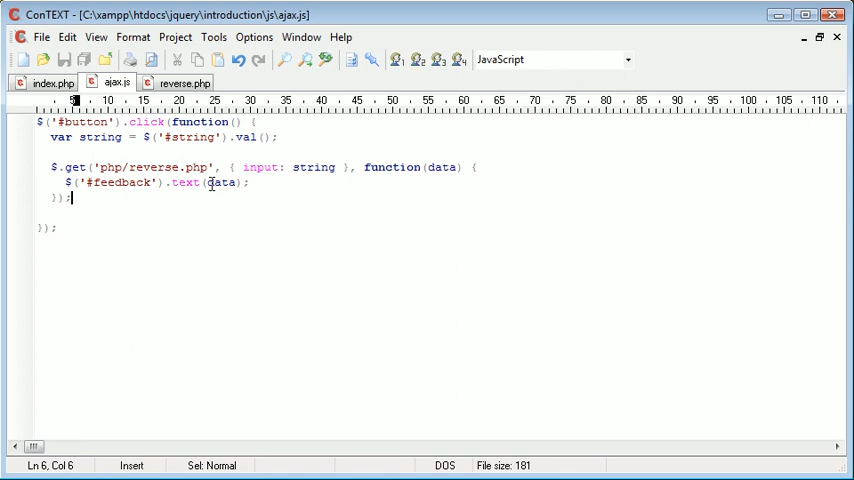 ConTEXT - [C:\xampp\htdocs\jquery\introduction\js\ajax.js]
File Edit View Format Project Tools Options Window Help
JavaScript
index.php ajax.js reverse.php
5 10 15 20 25 30 35 40 45 50 55 60 65 70 75 80 85 90 95 100 105 110
$('#button').click(function() {
var string = $('#string').val();
$.get('php/reverse.php', { input: string }, function(data) {
$('#feedback').text(data);
});
});
Ln 6, Col 6 Insert Sel: Normal DOS File size: 181